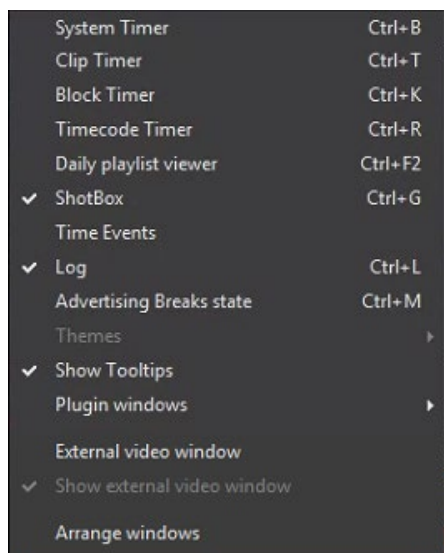 System Timer Ctrl+B
Clip Timer Ctrl+T
Block Timer Ctrl+K
Timecode Timer Ctrl+R
Daily playlist viewer Ctrl+F2
ShotBox Ctrl+G
Time Events
Log Ctrl+L
Advertising Breaks state Ctrl+M
Themes
Show Tooltips
Plugin windows
External video window
Show external video window
Arrange windows